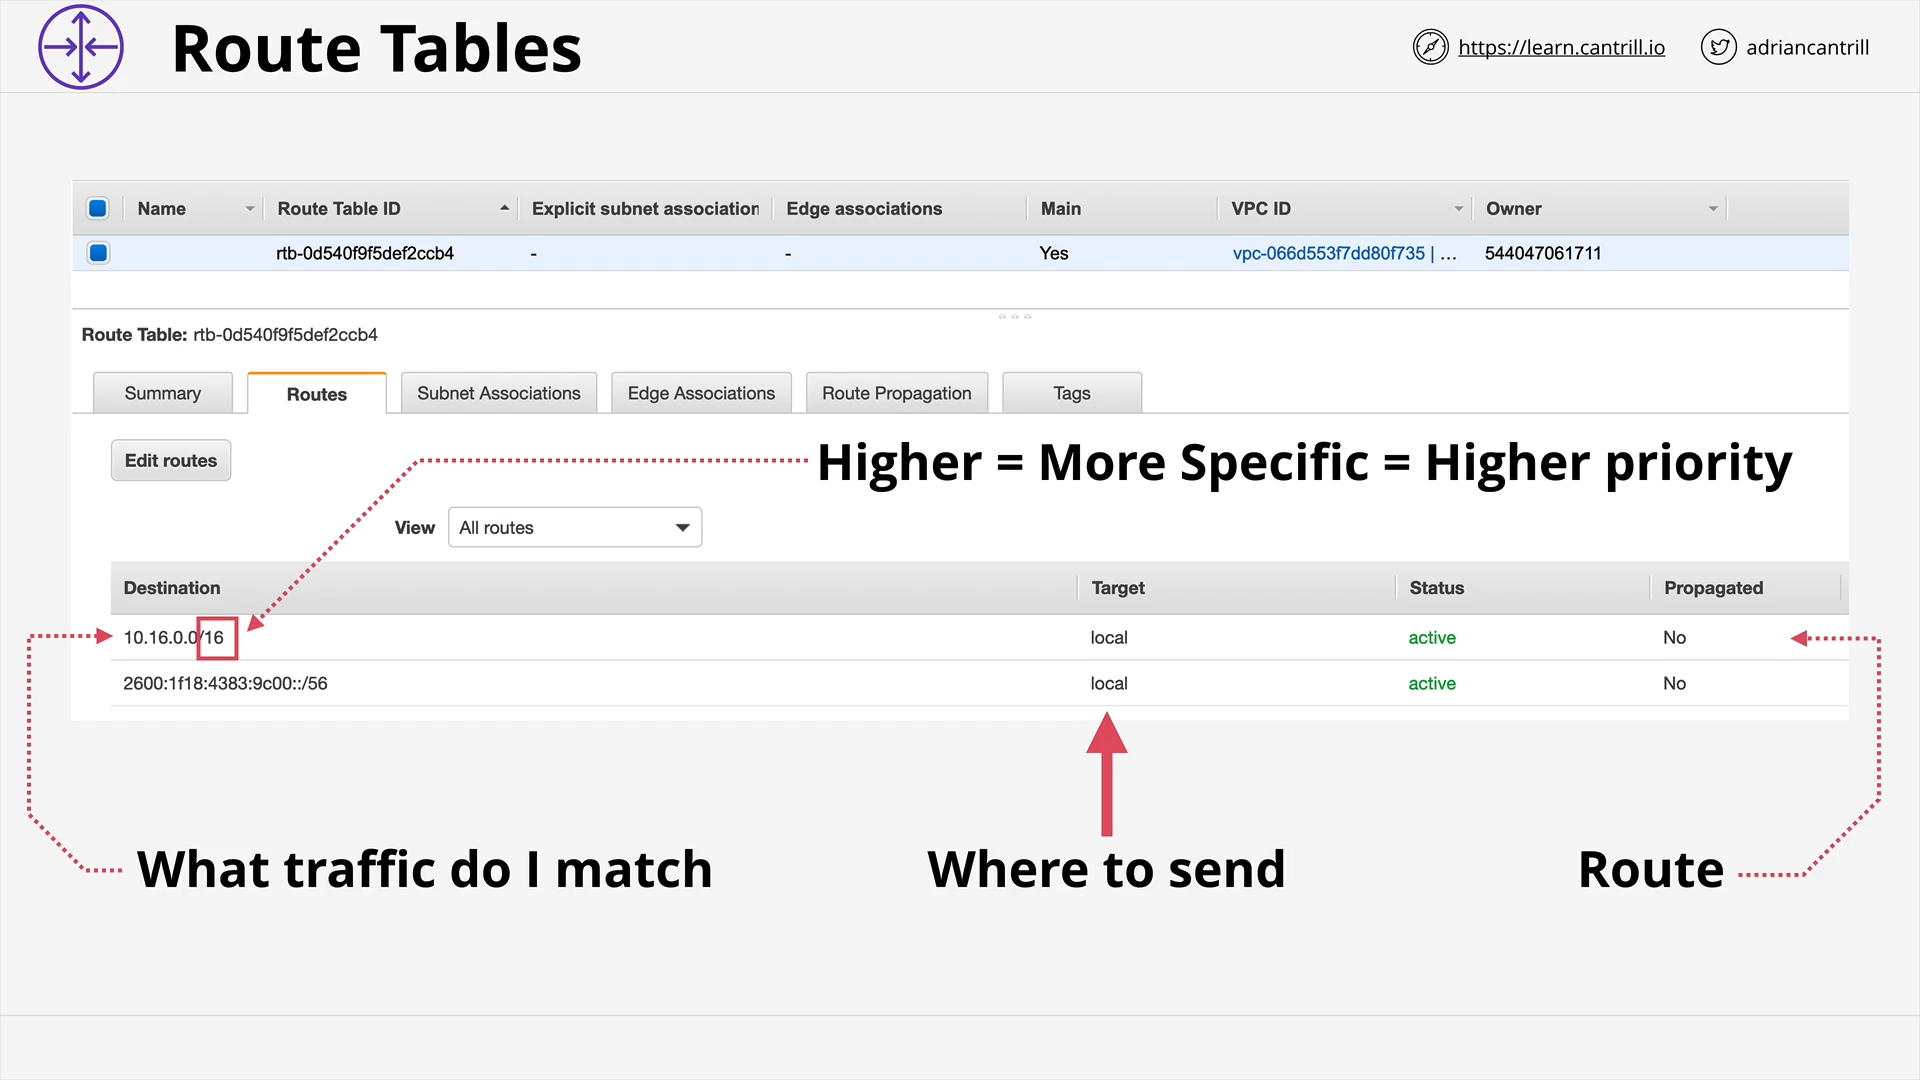 Route Tables
https://learn.cantrill.io
adriancantrill
Name Route Table ID Explicit subnet association Edge associations Main VPC ID Owner
rtb-0d540f9f5def2ccb4 - - Yes vpc-066d553f7dd80f735 | ... 544047061711
Route Table: rtb-0d540f9f5def2ccb4
Summary Routes Subnet Associations Edge Associations Route Propagation Tags
Edit routes
Higher = More Specific = Higher priority
View All routes
Destination Target Status Propagated
10.16.0.0/16 local active No
2600:1f18:4383:9c00::/56 local active No
What traffic do I match
Where to send
Route